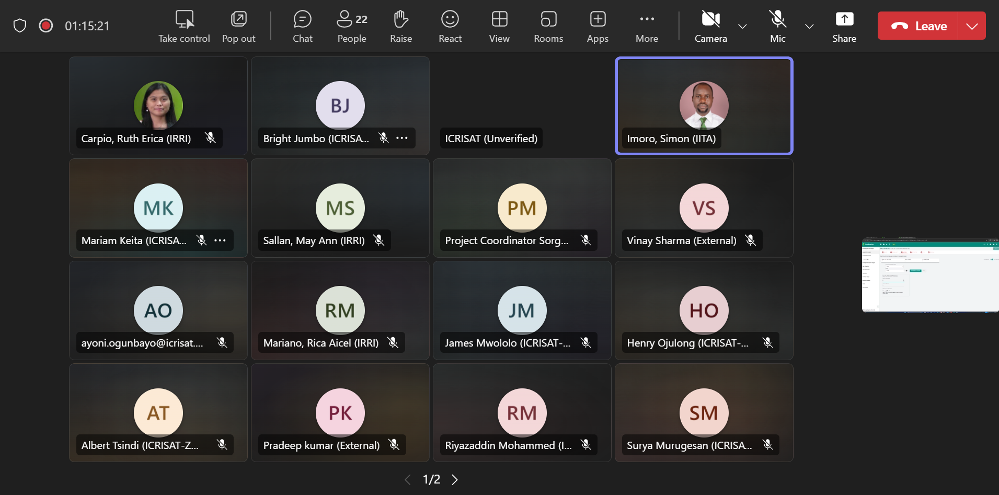 01:15:21
Take control
Pop out
Chat
22
People
Raise
React
View
Rooms
Apps
More
Camera
Mic
Share
Leave
Carpio, Ruth Erica (IRRI)
BJ
Bright Jumbo (ICRISA...
ICRISAT (Unverified)
Imoro, Simon (IITA)
MK
Mariam Keita (ICRISA...
MS
Sallan, May Ann (IRRI)
PM
Project Coordinator Sorg...
VS
Vinay Sharma (External)
AO
ayoni.ogunbayo@icrisat....
RM
Mariano, Rica Aicel (IRRI)
JM
James Mwololo (ICRISAT-...
HO
Henry Ojulong (ICRISAT-...
AT
Albert Tsindi (ICRISAT-Z...
PK
Pradeep kumar (External)
RM
Riyazaddin Mohammed (I...
SM
Surya Murugesan (ICRISA...
1/2